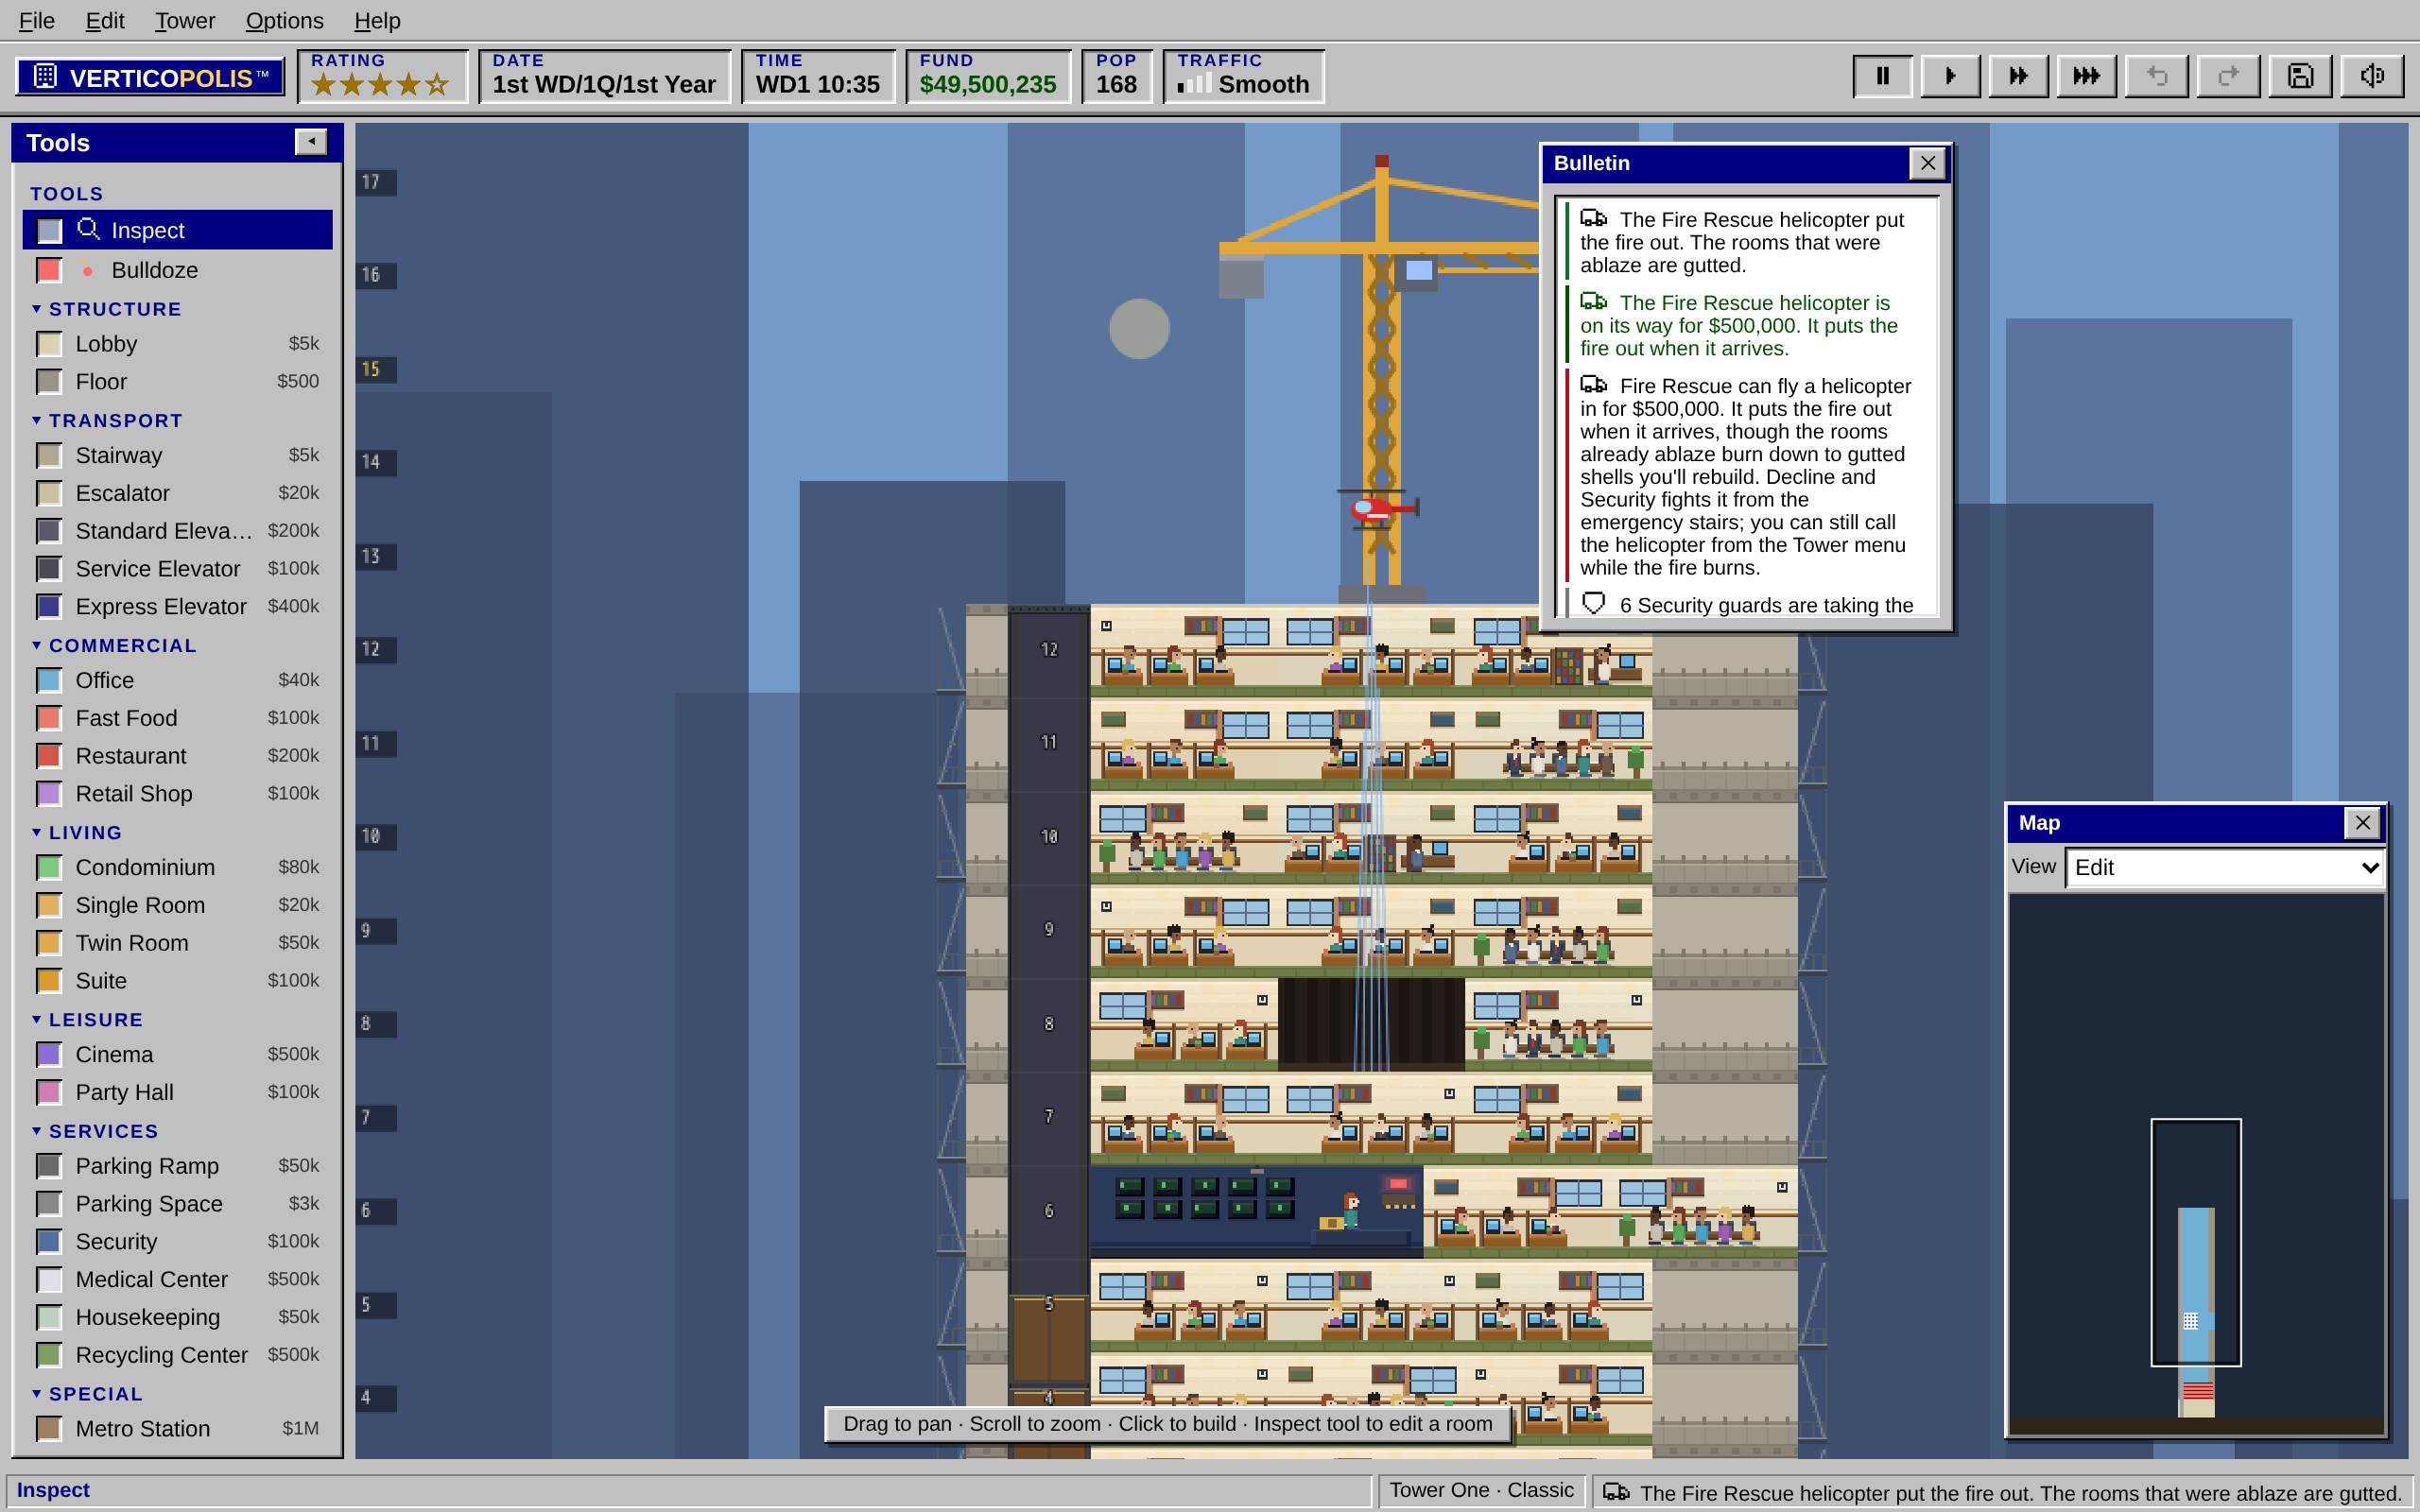 File Edit Tower Options Help
VERTICOPOLIS™
RATING
DATE
1st WD/1Q/1st Year
TIME
WD1 10:35
FUND
$49,500,235
POP
168
TRAFFIC
Smooth
Tools
TOOLS
Inspect
Bulldoze
STRUCTURE
Lobby $5k
Floor $500
TRANSPORT
Stairway $5k
Escalator $20k
Standard Eleva… $200k
Service Elevator $100k
Express Elevator $400k
COMMERCIAL
Office $40k
Fast Food $100k
Restaurant $200k
Retail Shop $100k
LIVING
Condominium $80k
Single Room $20k
Twin Room $50k
Suite $100k
LEISURE
Cinema $500k
Party Hall $100k
SERVICES
Parking Ramp $50k
Parking Space $3k
Security $100k
Medical Center $500k
Housekeeping $50k
Recycling Center $500k
SPECIAL
Metro Station $1M
17
16
15
14
13
12
11
10
9
8
7
6
5
4
12
11
10
9
8
7
6
5
4
Bulletin
The Fire Rescue helicopter put
the fire out. The rooms that were
ablaze are gutted.
The Fire Rescue helicopter is
on its way for $500,000. It puts the
fire out when it arrives.
Fire Rescue can fly a helicopter
in for $500,000. It puts the fire out
when it arrives, though the rooms
already ablaze burn down to gutted
shells you'll rebuild. Decline and
Security fights it from the
emergency stairs; you can still call
the helicopter from the Tower menu
while the fire burns.
6 Security guards are taking the
Map
View Edit
Drag to pan · Scroll to zoom · Click to build · Inspect tool to edit a room
Inspect
Tower One · Classic
The Fire Rescue helicopter put the fire out. The rooms that were ablaze are gutted.